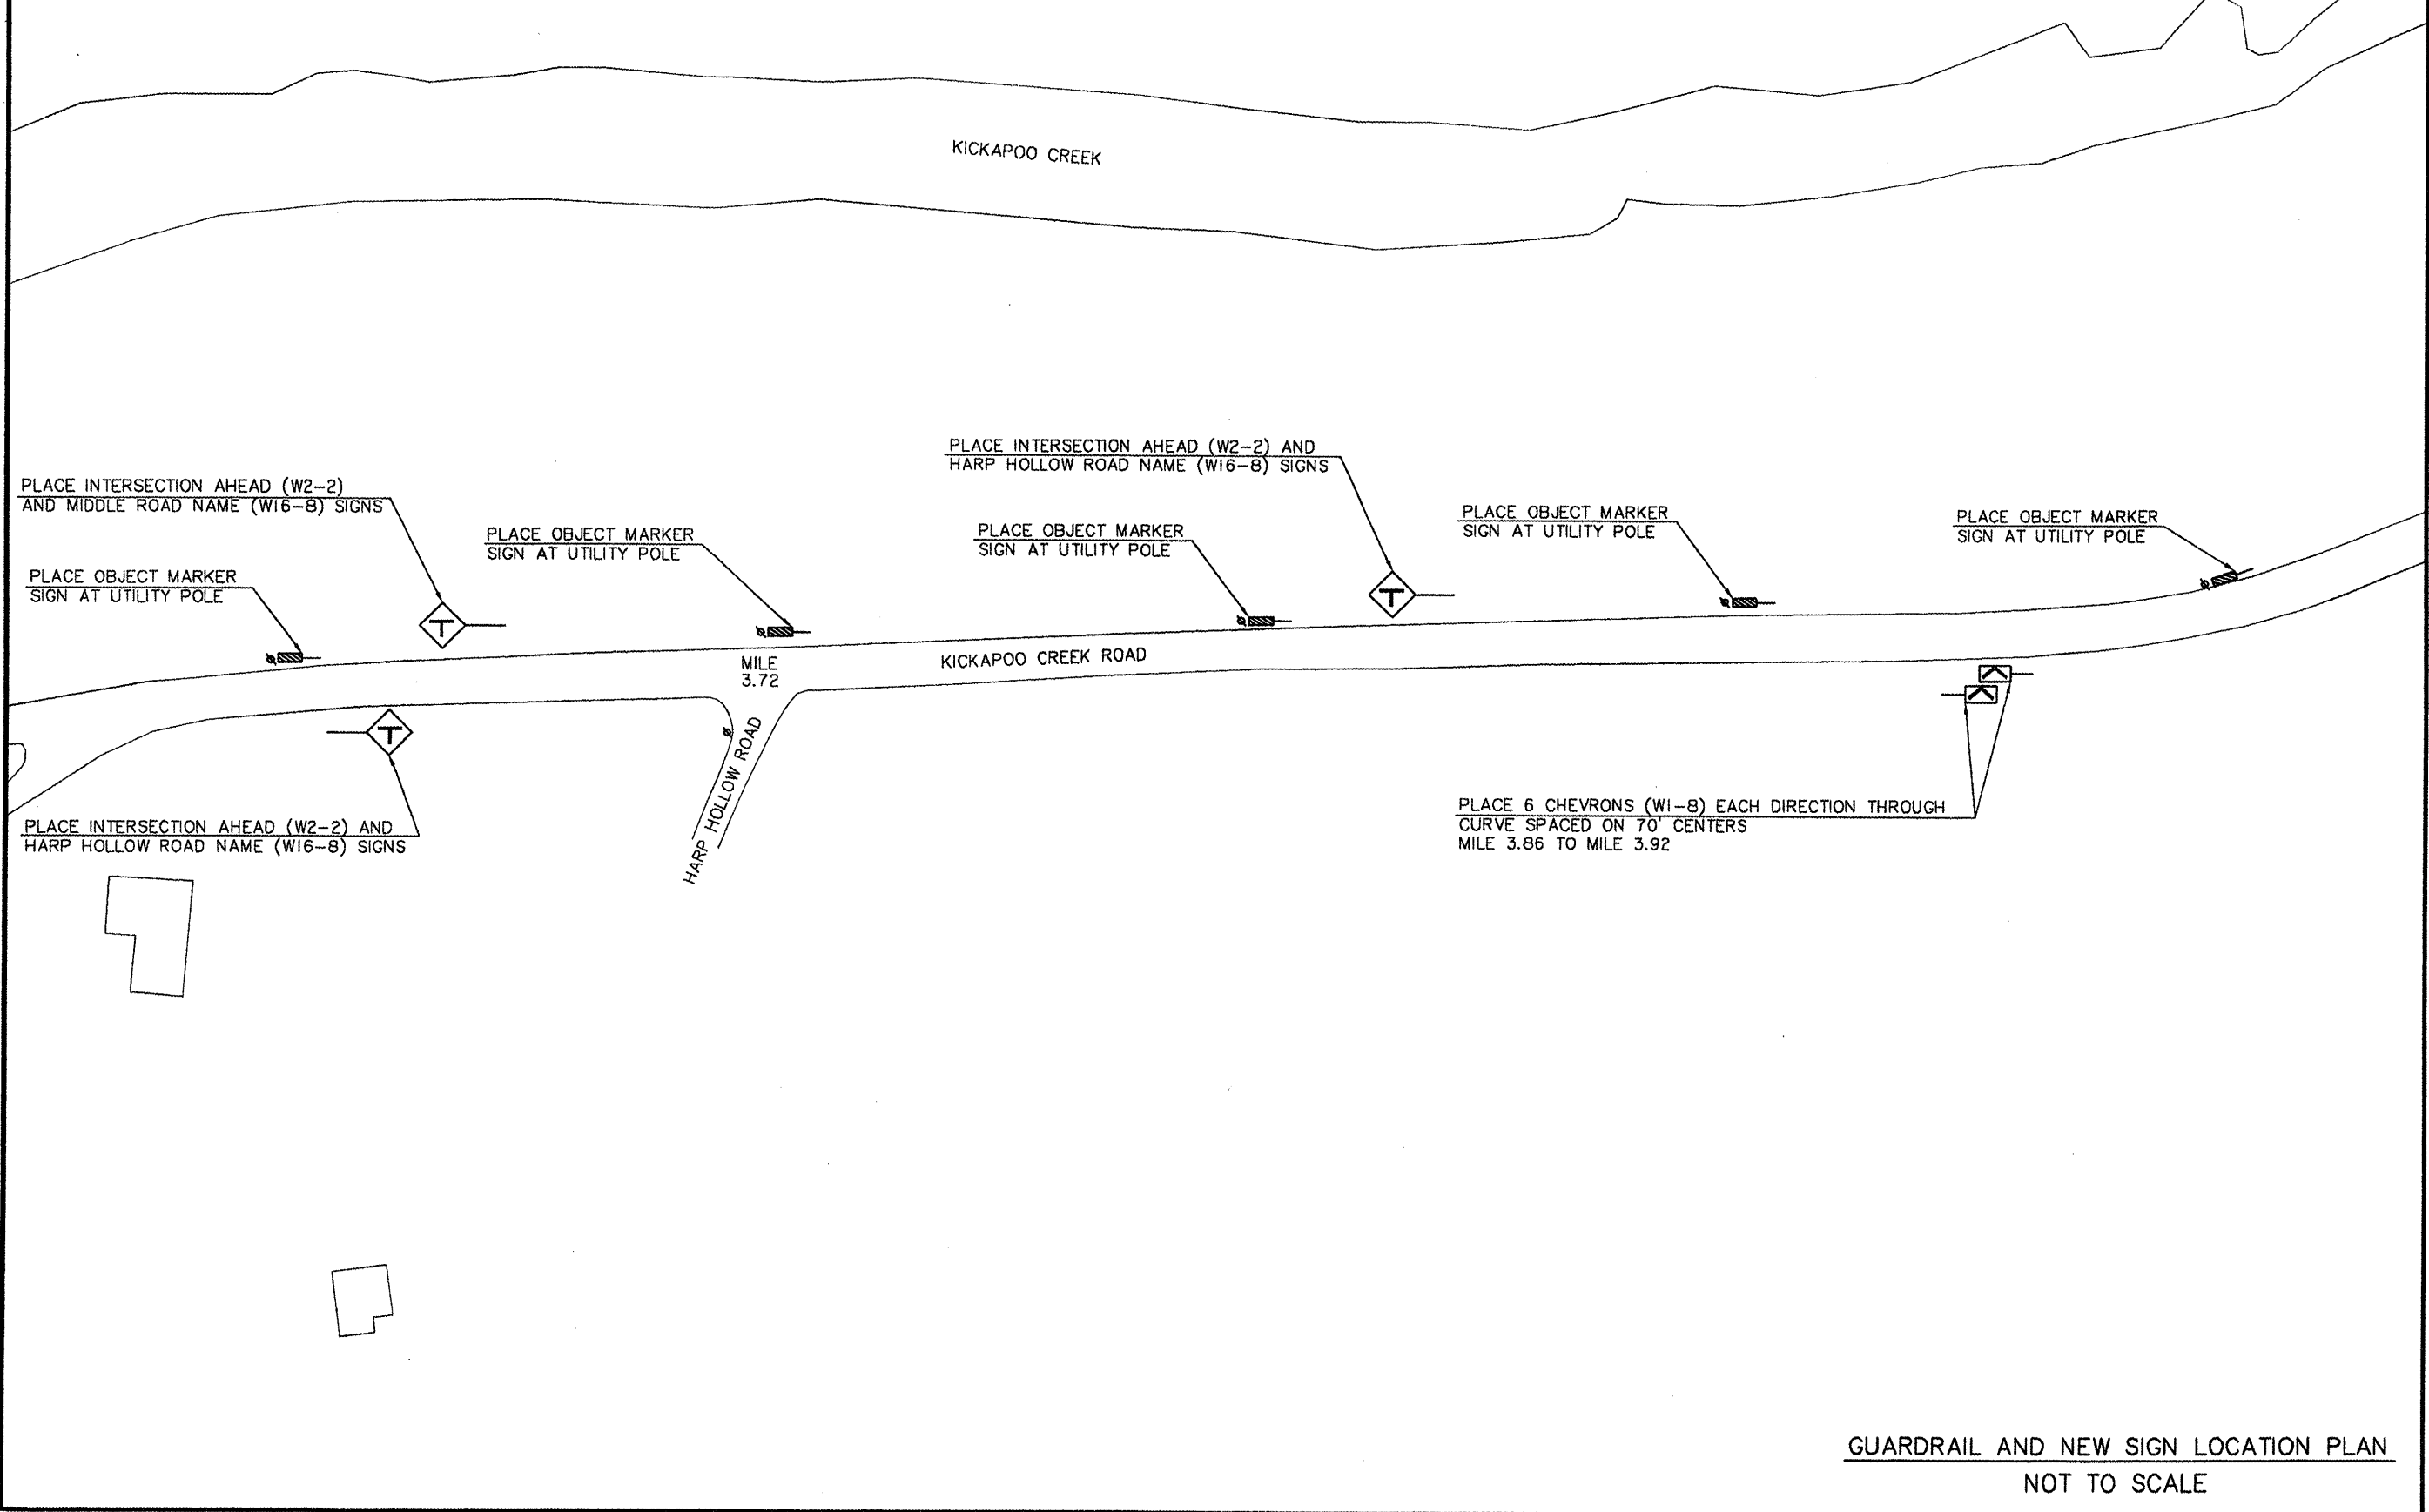 KICKAPOO CREEK
PLACE INTERSECTION AHEAD (W2-2) AND
HARP HOLLOW ROAD NAME (W16-8) SIGNS
PLACE INTERSECTION AHEAD (W2-2)
AND MIDDLE ROAD NAME (W16-8) SIGNS
PLACE OBJECT MARKER
SIGN AT UTILITY POLE
PLACE OBJECT MARKER
SIGN AT UTILITY POLE
PLACE OBJECT MARKER
SIGN AT UTILITY POLE
PLACE OBJECT MARKER
SIGN AT UTILITY POLE
PLACE OBJECT MARKER
SIGN AT UTILITY POLE
MILE
3.72
KICKAPOO CREEK ROAD
HARP HOLLOW ROAD
PLACE INTERSECTION AHEAD (W2-2) AND
HARP HOLLOW ROAD NAME (W16-8) SIGNS
PLACE 6 CHEVRONS (W1-8) EACH DIRECTION THROUGH
CURVE SPACED ON 70' CENTERS
MILE 3.86 TO MILE 3.92
GUARDRAIL AND NEW SIGN LOCATION PLAN
NOT TO SCALE